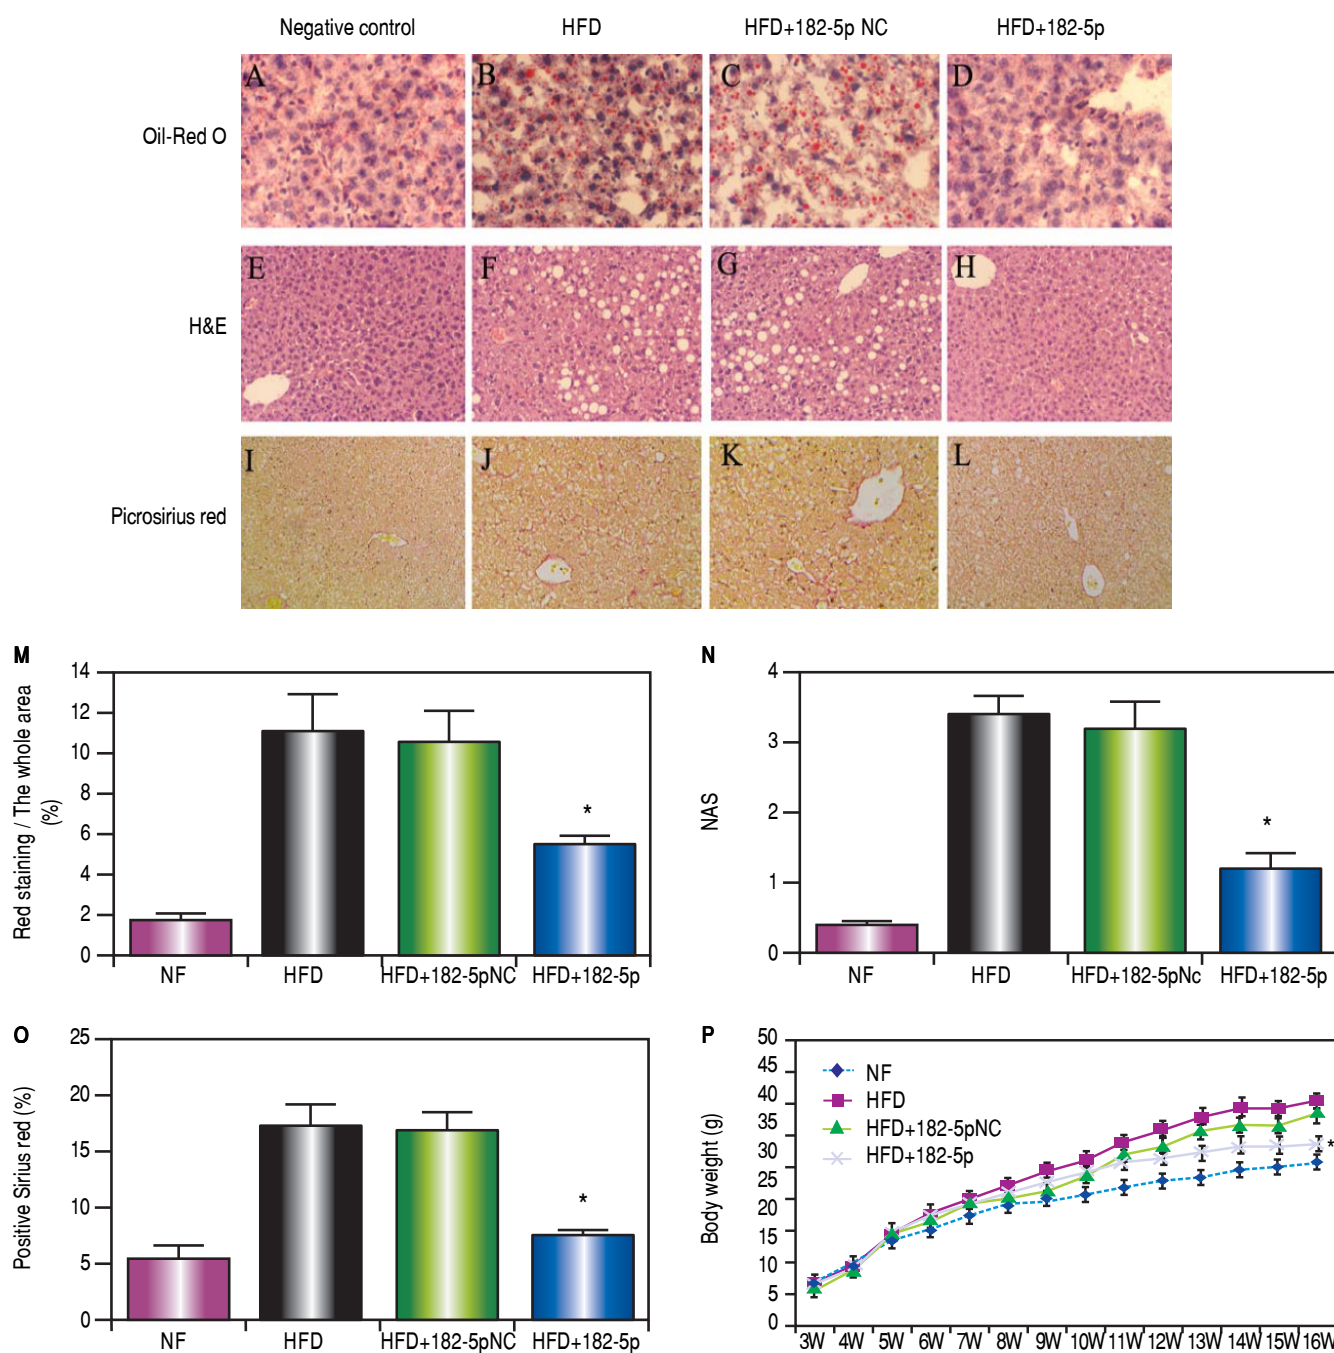 Negative control HFD HFD+182-5p NC HFD+182-5p
Oil-Red O
A B C D
H&E
E F G H
Picrosirius red
I J K L
M
Red staining / The whole area
(%)
14
12
10
8
6
4
2
0
*
NF HFD HFD+182-5pNC HFD+182-5p
N
NAS
4
3
2
1
0
*
NF HFD HFD+182-5pNc HFD+182-5p
O
Positive Sirius red (%)
25
20
15
10
5
0
*
NF HFD HFD+182-5pNC HFD+182-5p
P
Body weight (g)
50
45
40
35
30
25
20
15
10
5
0
NF
HFD
HFD+182-5pNC
HFD+182-5p
*
3W 4W 5W 6W 7W 8W 9W 10W 11W 12W 13W 14W 15W 16W